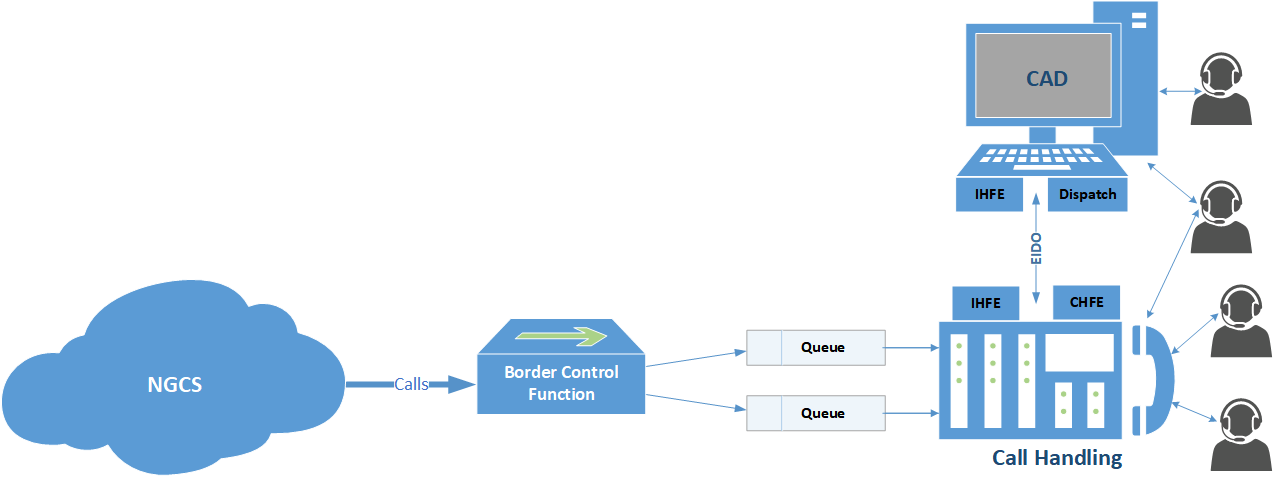 CAD
IHFE
Dispatch
EIDO
IHFE
CHFE
NGCS
Calls
Border Control
Function
Queue
Queue
Call Handling